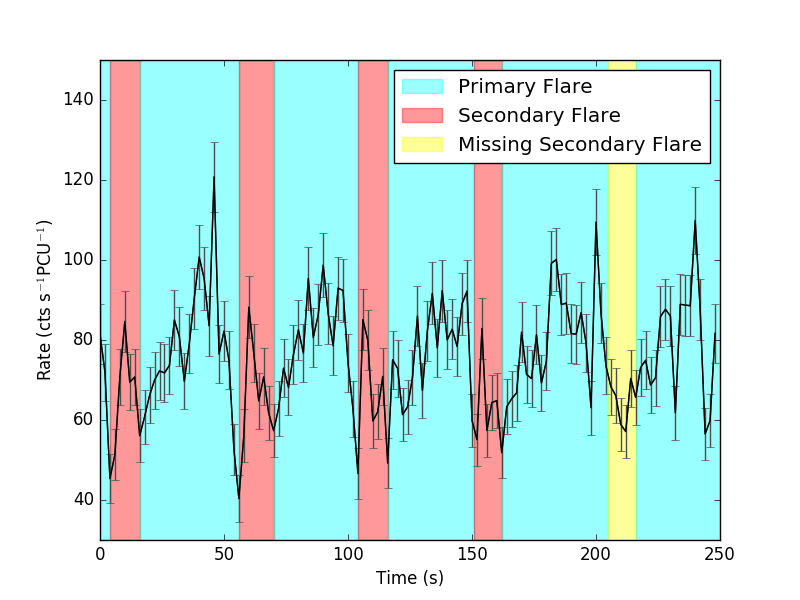 140
120
100
80
60
40
0
50
100
150
200
250
Rate (cts s⁻¹PCU⁻¹)
Time (s)
Primary Flare
Secondary Flare
Missing Secondary Flare